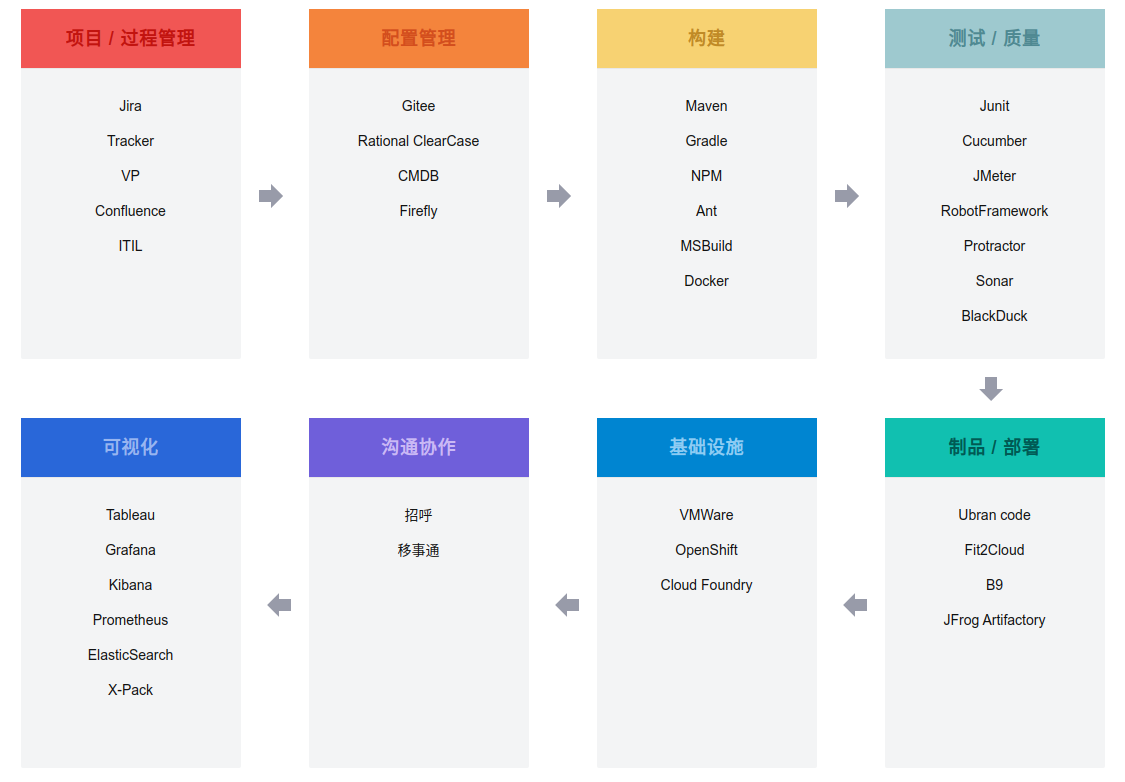 项目 / 过程管理
Jira
Tracker
VP
Confluence
ITIL
配置管理
Gitee
Rational ClearCase
CMDB
Firefly
构建
Maven
Gradle
NPM
Ant
MSBuild
Docker
测试 / 质量
Junit
Cucumber
JMeter
RobotFramework
Protractor
Sonar
BlackDuck
制品 / 部署
Ubran code
Fit2Cloud
B9
JFrog Artifactory
基础设施
VMWare
OpenShift
Cloud Foundry
沟通协作
招呼
移事通
可视化
Tableau
Grafana
Kibana
Prometheus
ElasticSearch
X-Pack